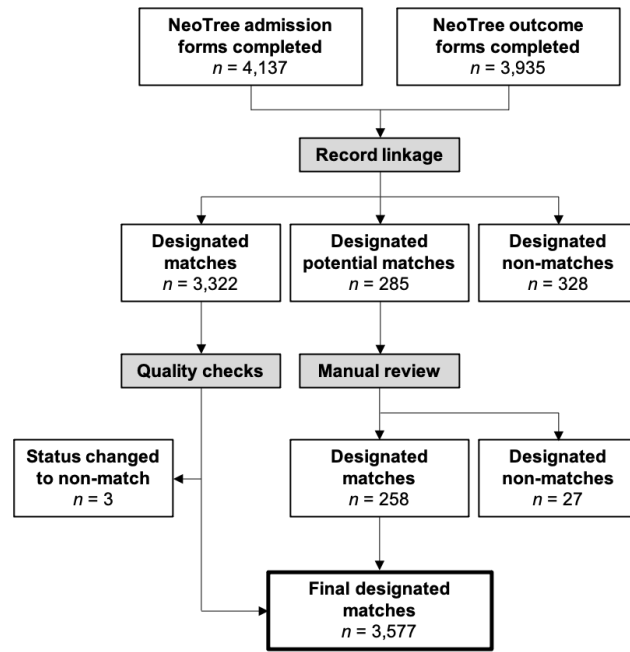 NeoTree admission
forms completed
n = 4,137
NeoTree outcome
forms completed
n = 3,935
Record linkage
Designated
matches
n = 3,322
Designated
potential matches
n = 285
Designated
non-matches
n = 328
Quality checks
Manual review
Status changed
to non-match
n = 3
Designated
matches
n = 258
Designated
non-matches
n = 27
Final designated
matches
n = 3,577